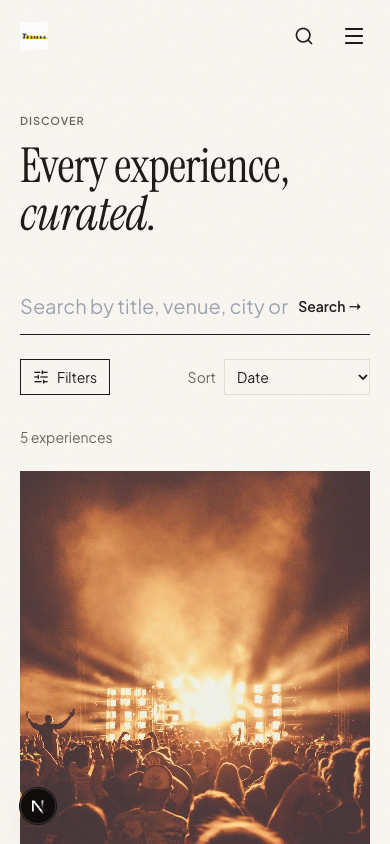 DISCOVER
Every experience,
curated.
Search by title, venue, city or
Search →
Filters
Sort
Date
5 experiences
N